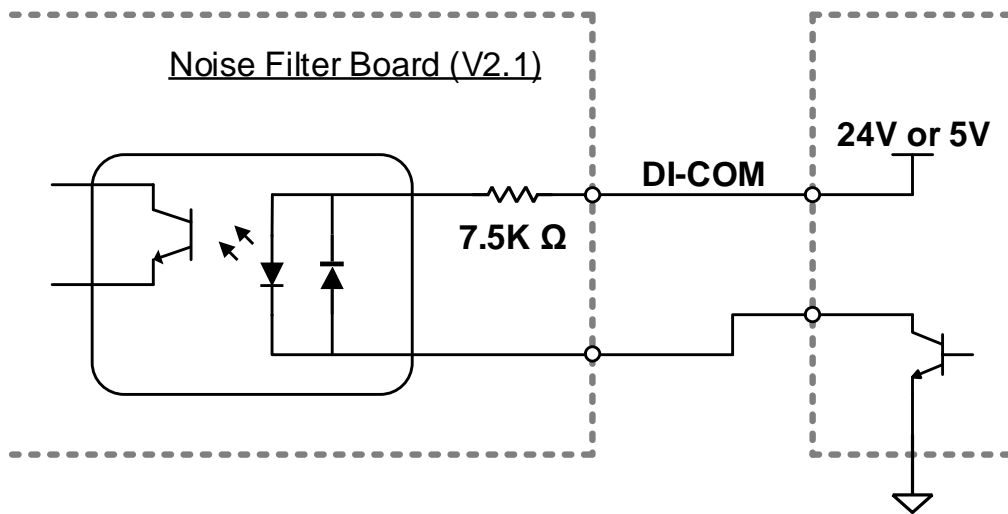 Noise Filter Board (V2.1)
24V or 5V
DI-COM
7.5K Ω